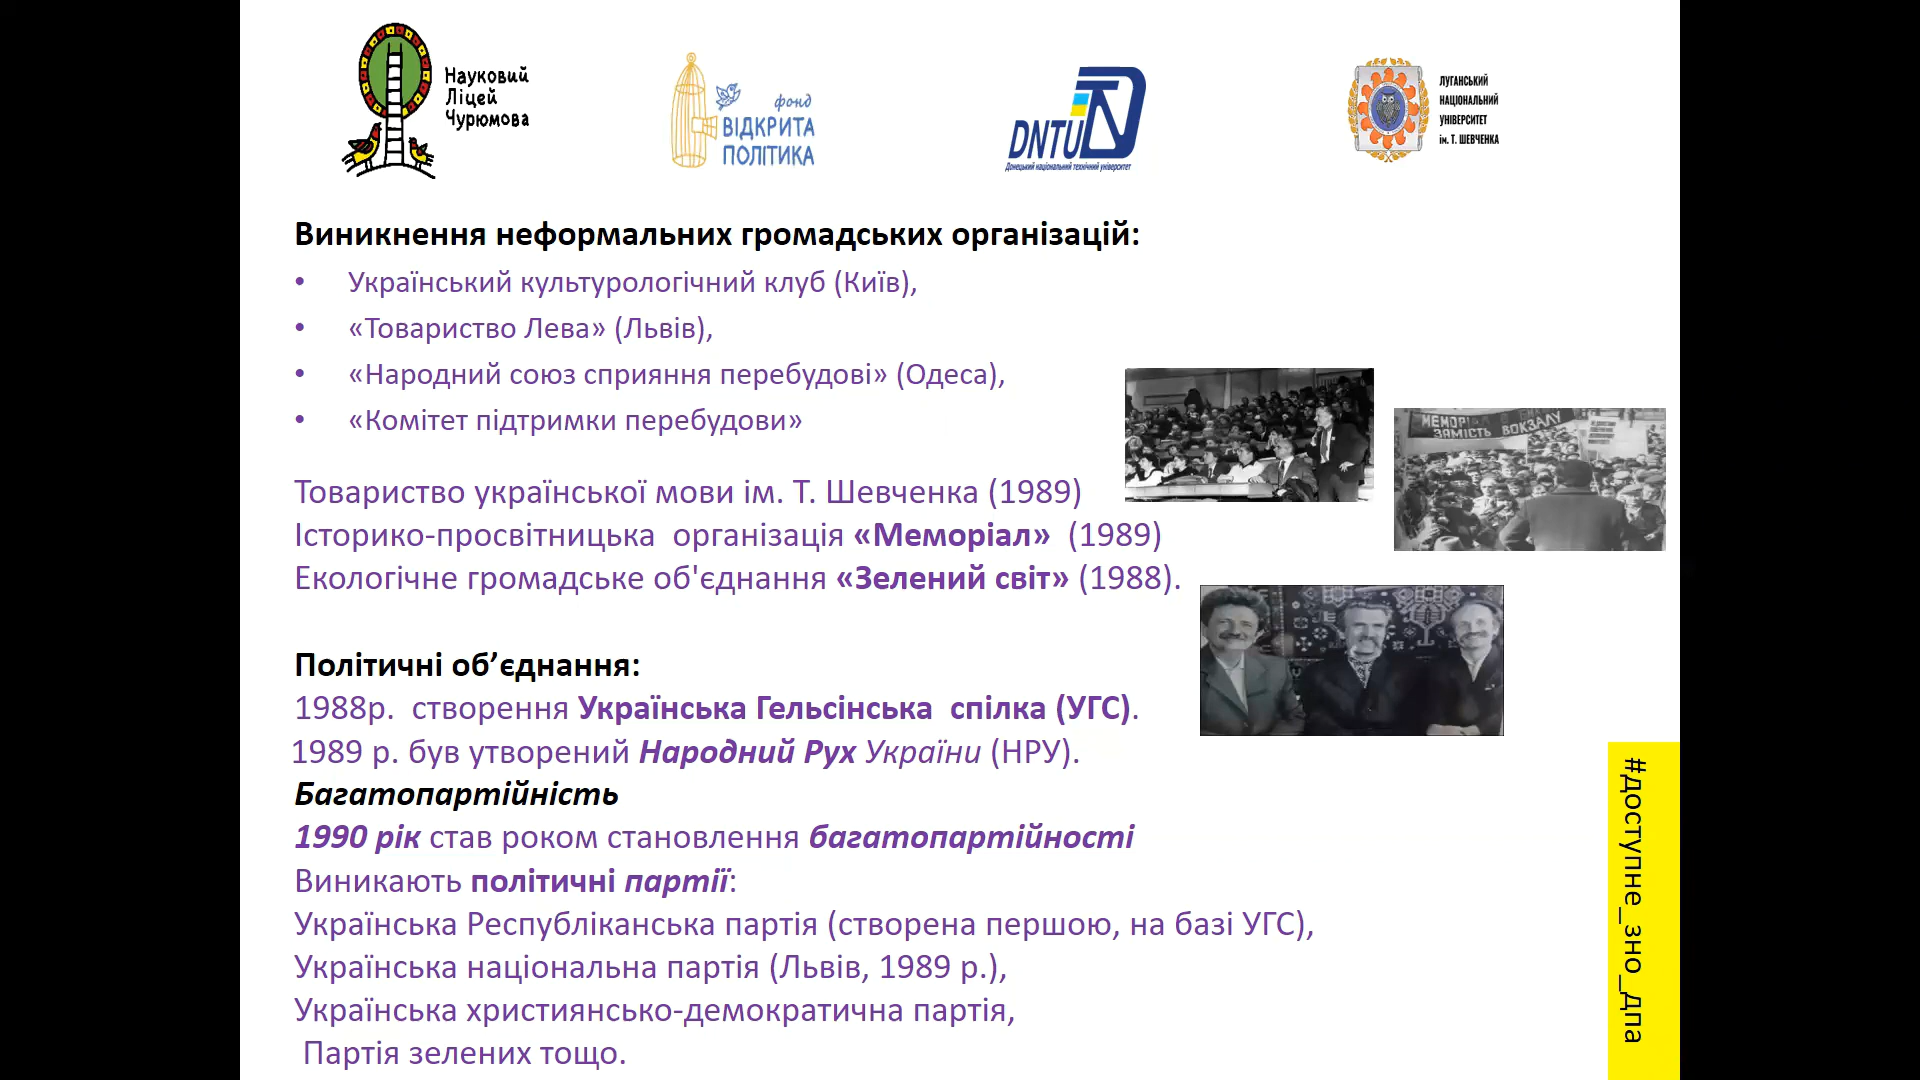 Науковий
Ліцей
Чурюмова
фонд
ВІДКРИТА
ПОЛІТИКА
DNTU
Донецький національний технічний університет
ЛУГАНСЬКИЙ
НАЦІОНАЛЬНИЙ
УНІВЕРСИТЕТ
ім. Т. ШЕВЧЕНКА
Виникнення неформальних громадських організацій:
• Український культурологічний клуб (Київ),
• «Товариство Лева» (Львів),
• «Народний союз сприяння перебудові» (Одеса),
• «Комітет підтримки перебудови»
МЕМОРІАЛ
ЗАМІСТЬ ВОКЗАЛУ
Товариство української мови ім. Т. Шевченка (1989)
Історико-просвітницька організація «Меморіал» (1989)
Екологічне громадське об'єднання «Зелений світ» (1988).
Політичні об’єднання:
1988р. створення Українська Гельсінська спілка (УГС).
1989 р. був утворений Народний Рух України (НРУ).
Багатопартійність
1990 рік став роком становлення багатопартійності
Виникають політичні партії:
Українська Республіканська партія (створена першою, на базі УГС),
Українська національна партія (Львів, 1989 р.),
Українська християнсько-демократична партія,
Партія зелених тощо.
#доступне_зно_дпа